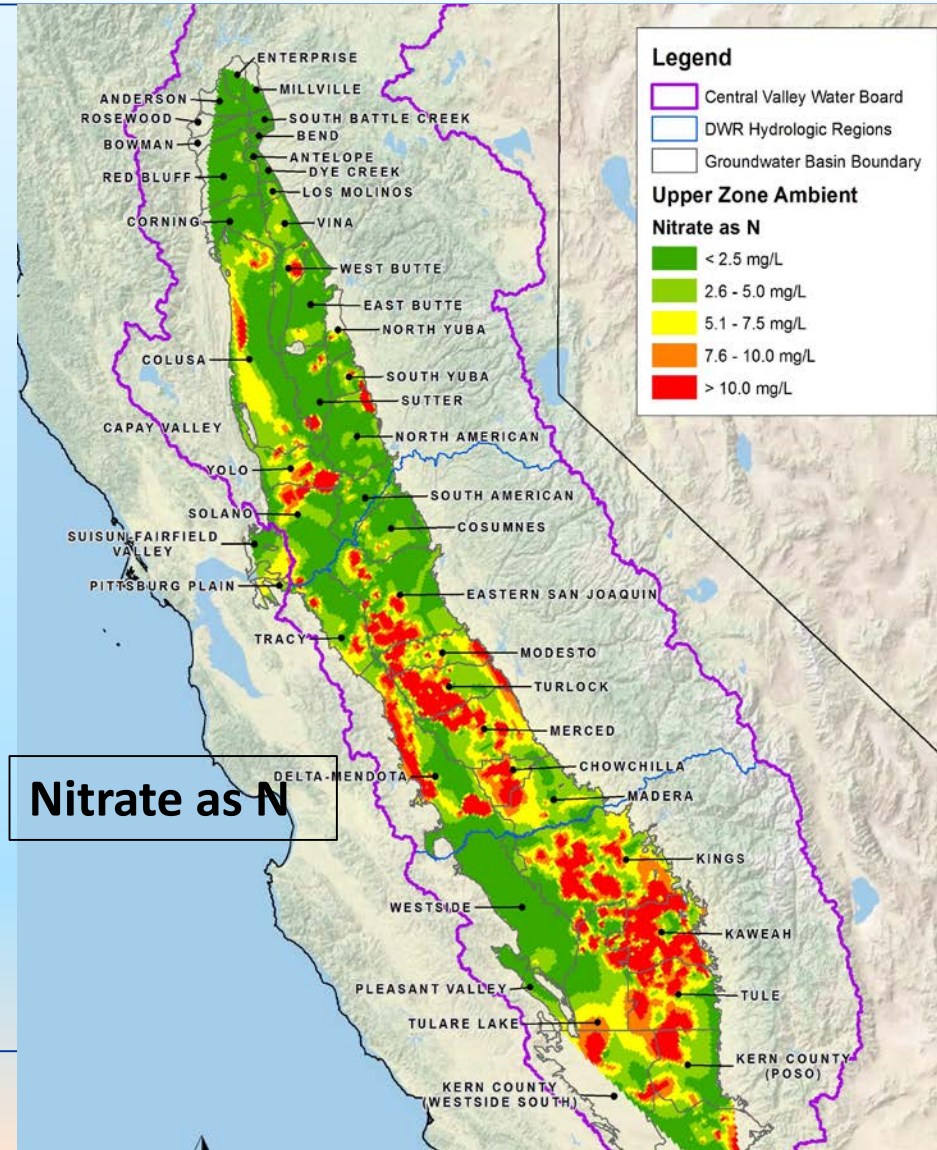 Legend
Central Valley Water Board
DWR Hydrologic Regions
Groundwater Basin Boundary
Upper Zone Ambient
Nitrate as N
< 2.5 mg/L
2.6 - 5.0 mg/L
5.1 - 7.5 mg/L
7.6 - 10.0 mg/L
> 10.0 mg/L
ENTERPRISE
ANDERSON
MILLVILLE
ROSEWOOD
SOUTH BATTLE CREEK
BOWMAN
BEND
ANTELOPE
RED BLUFF
DYE CREEK
LOS MOLINOS
CORNING
VINA
WEST BUTTE
EAST BUTTE
NORTH YUBA
COLUSA
SOUTH YUBA
SUTTER
CAPAY VALLEY
NORTH AMERICAN
YOLO
SOUTH AMERICAN
SOLANO
COSUMNES
SUISUN-FAIRFIELD
VALLEY
PITTSBURG PLAIN
EASTERN SAN JOAQUIN
TRACY
MODESTO
TURLOCK
MERCED
CHOWCHILLA
DELTA-MENDOTA
Nitrate as N
MADERA
KINGS
WESTSIDE
KAWEAH
PLEASANT VALLEY
TULE
TULARE LAKE
KERN COUNTY
(POSO)
KERN COUNTY
(WESTSIDE SOUTH)